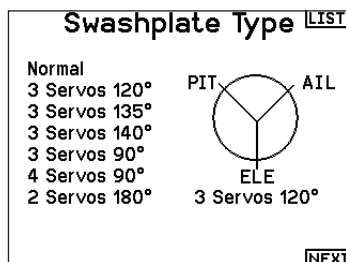 Swashplate Type LIST
Normal
3 Servos 120°
3 Servos 135°
3 Servos 140°
3 Servos 90°
4 Servos 90°
2 Servos 180°
PIT AIL
ELE
3 Servos 120°
NEXT